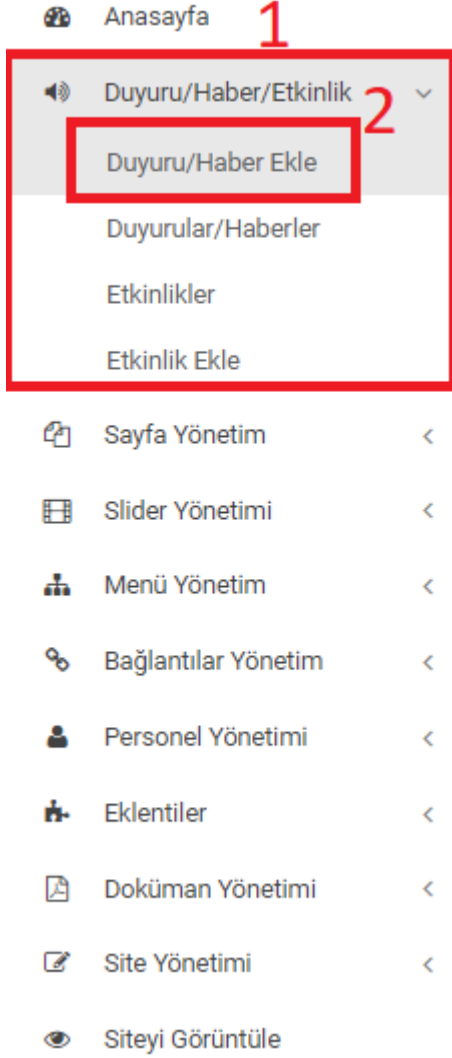 Anasayfa
1
Duyuru/Haber/Etkinlik
2
Duyuru/Haber Ekle
Duyurular/Haberler
Etkinlikler
Etkinlik Ekle
Sayfa Yönetim
Slider Yönetimi
Menü Yönetim
Bağlantılar Yönetim
Personel Yönetimi
Eklentiler
Doküman Yönetimi
Site Yönetimi
Siteyi Görüntüle